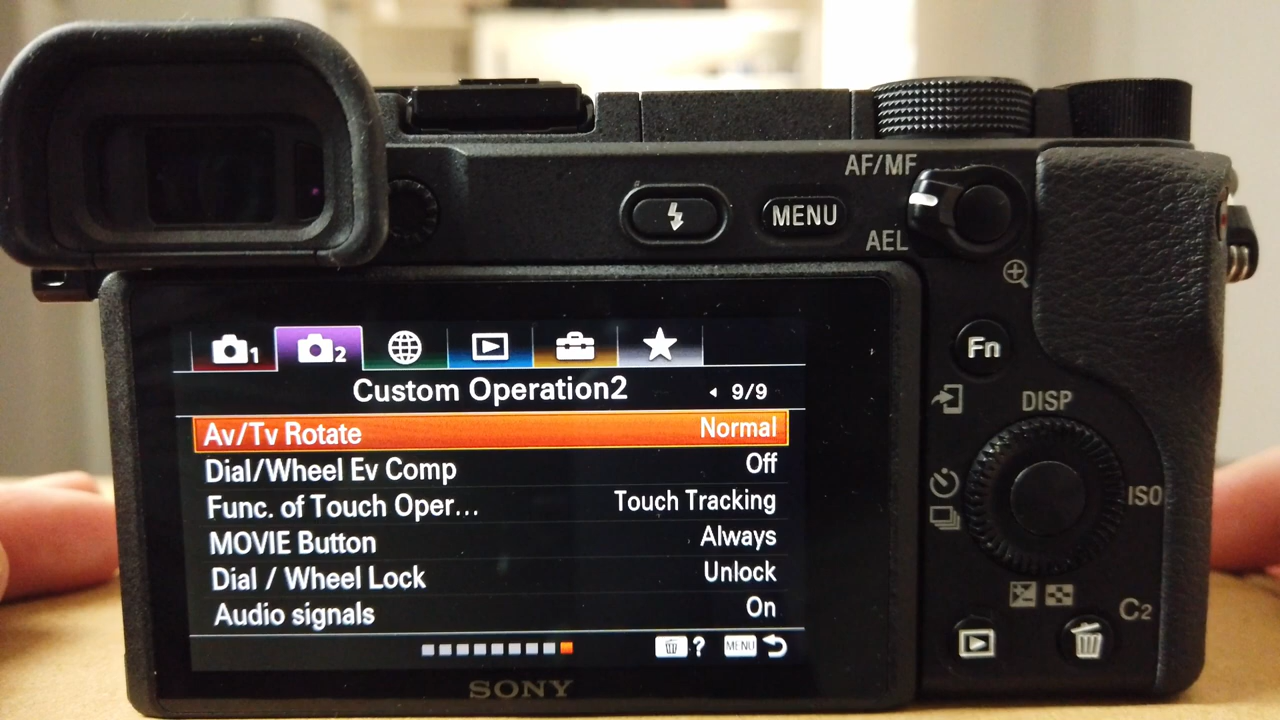 AF/MF
MENU
AEL
1 2
Custom Operation2 9/9
Av/Tv Rotate Normal
Dial/Wheel Ev Comp Off
Func. of Touch Oper... Touch Tracking
MOVIE Button Always
Dial / Wheel Lock Unlock
Audio signals On
? MENU
SONY
Fn
DISP
ISO
C2